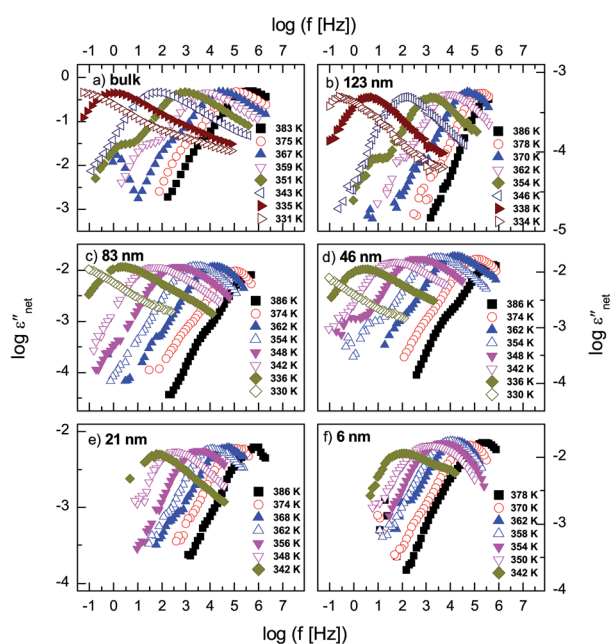 log (f [Hz])
-1 0 1 2 3 4 5 6 7 -1 0 1 2 3 4 5 6 7
a) bulk
0
-1
-2
-3
383 K
375 K
367 K
359 K
351 K
343 K
335 K
331 K
b) 123 nm
-3
-4
-5
386 K
378 K
370 K
362 K
354 K
346 K
338 K
334 K
c) 83 nm
-2
-3
-4
386 K
374 K
362 K
354 K
348 K
342 K
336 K
330 K
d) 46 nm
-2
-3
-4
386 K
374 K
362 K
354 K
348 K
342 K
336 K
330 K
log ε″net
log ε″net
e) 21 nm
-2
-3
-4
386 K
374 K
368 K
362 K
356 K
348 K
342 K
f) 6 nm
-2
-3
-4
378 K
370 K
362 K
358 K
354 K
350 K
342 K
-1 0 1 2 3 4 5 6 7 -1 0 1 2 3 4 5 6 7
log (f [Hz])